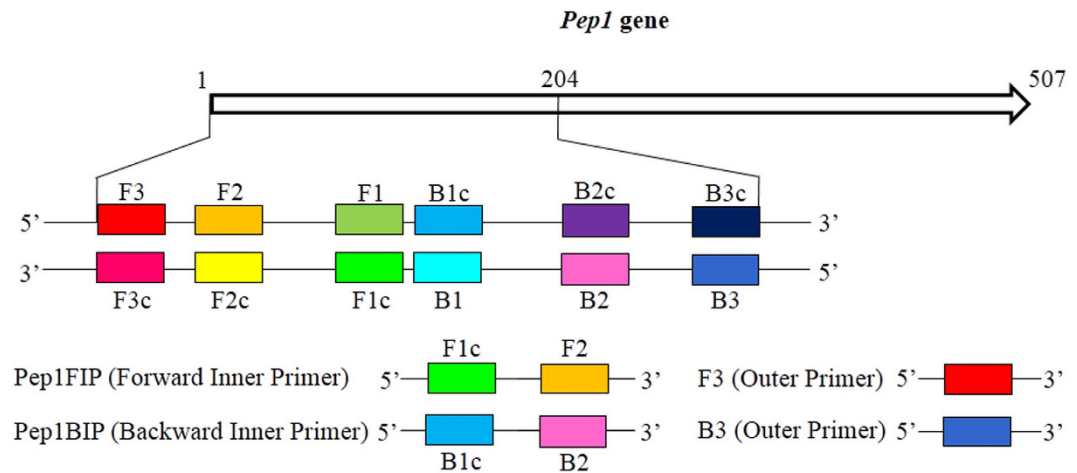 Pep1 gene
1 204 507
F3 F2 F1 B1c B2c B3c
5’ 3’
3’ 5’
F3c F2c F1c B1 B2 B3
F1c F2
Pep1FIP (Forward Inner Primer) 5’ 3’ F3 (Outer Primer) 5’ 3’
Pep1BIP (Backward Inner Primer) 5’ 3’ B3 (Outer Primer) 5’ 3’
B1c B2